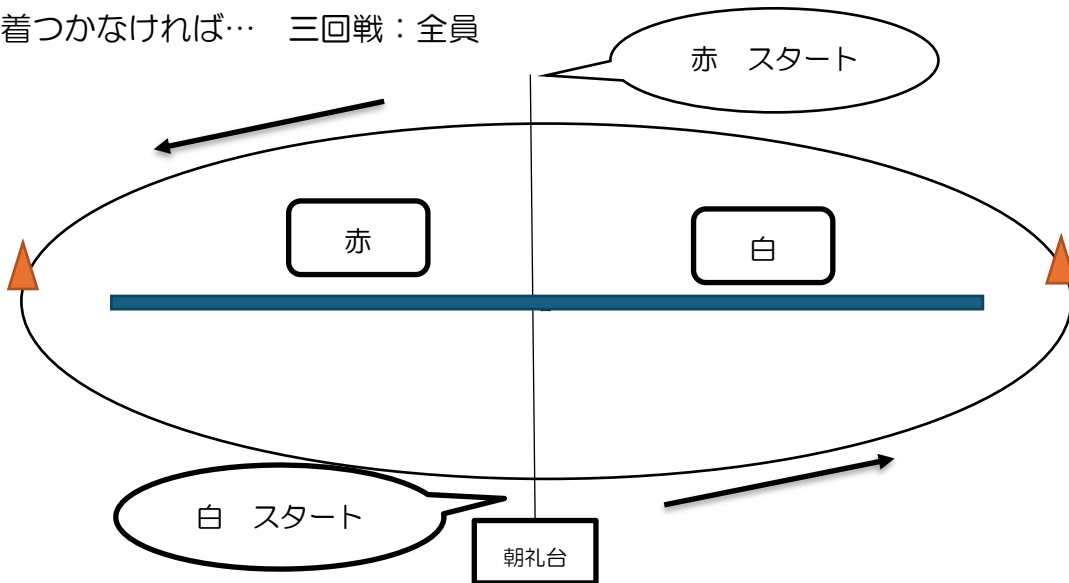 着つかなければ… 三回戦：全員
赤 スタート
赤
白
白 スタート
朝礼台